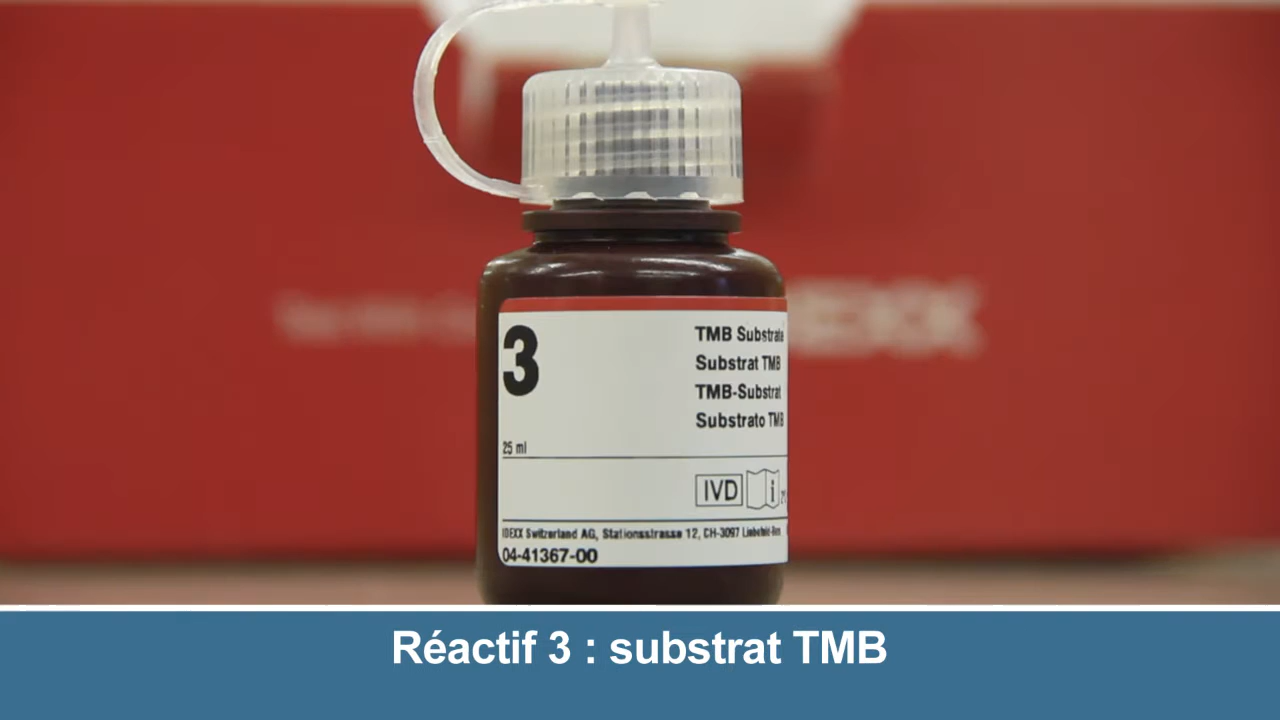 3
TMB Substrate
Substrat TMB
TMB-Substrat
Substrato TMB
25 ml
IVD
i
IDEXX Switzerland AG, Stationsstrasse 12, CH-3097 Liebefeld-Bern
04-41367-00
IDEXX
Réactif 3 : substrat TMB